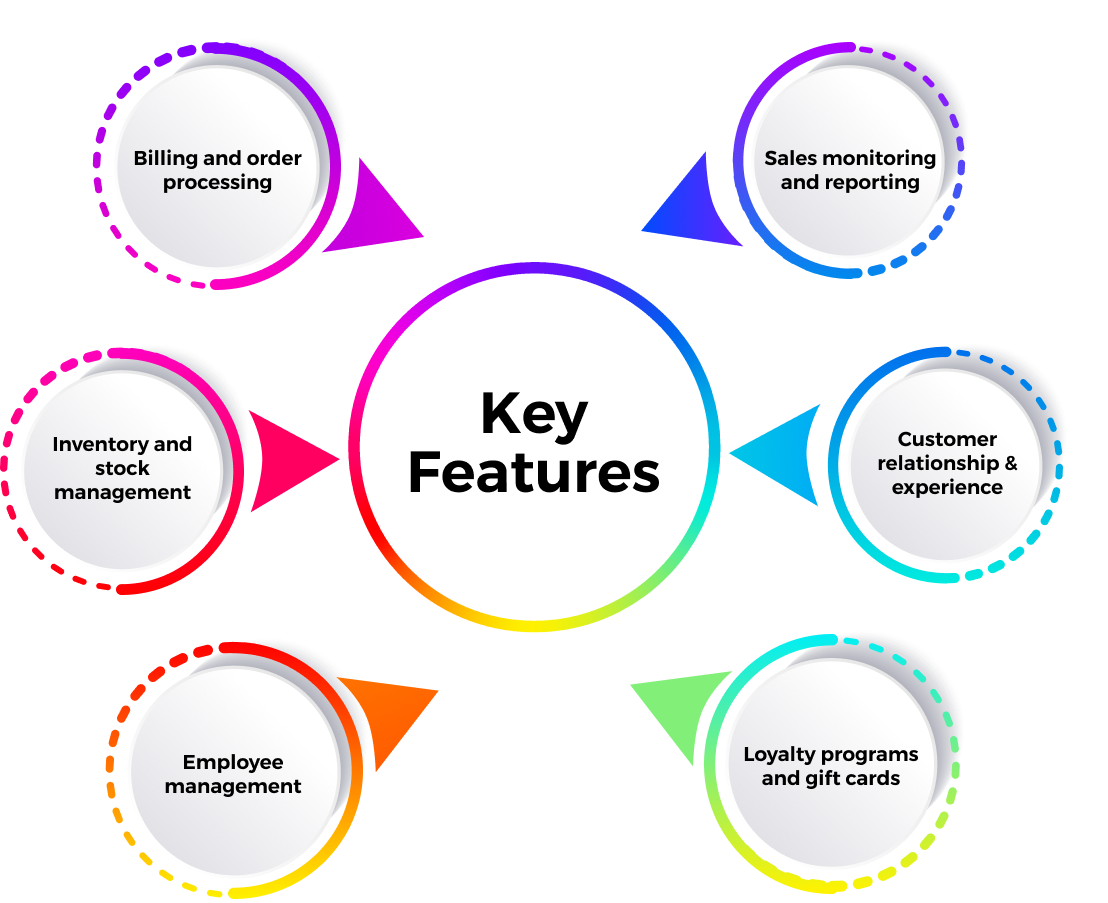 Billing and order
processing
Sales monitoring
and reporting
Key
Features
Inventory and
stock
management
Customer
relationship &
experience
Employee
management
Loyalty programs
and gift cards